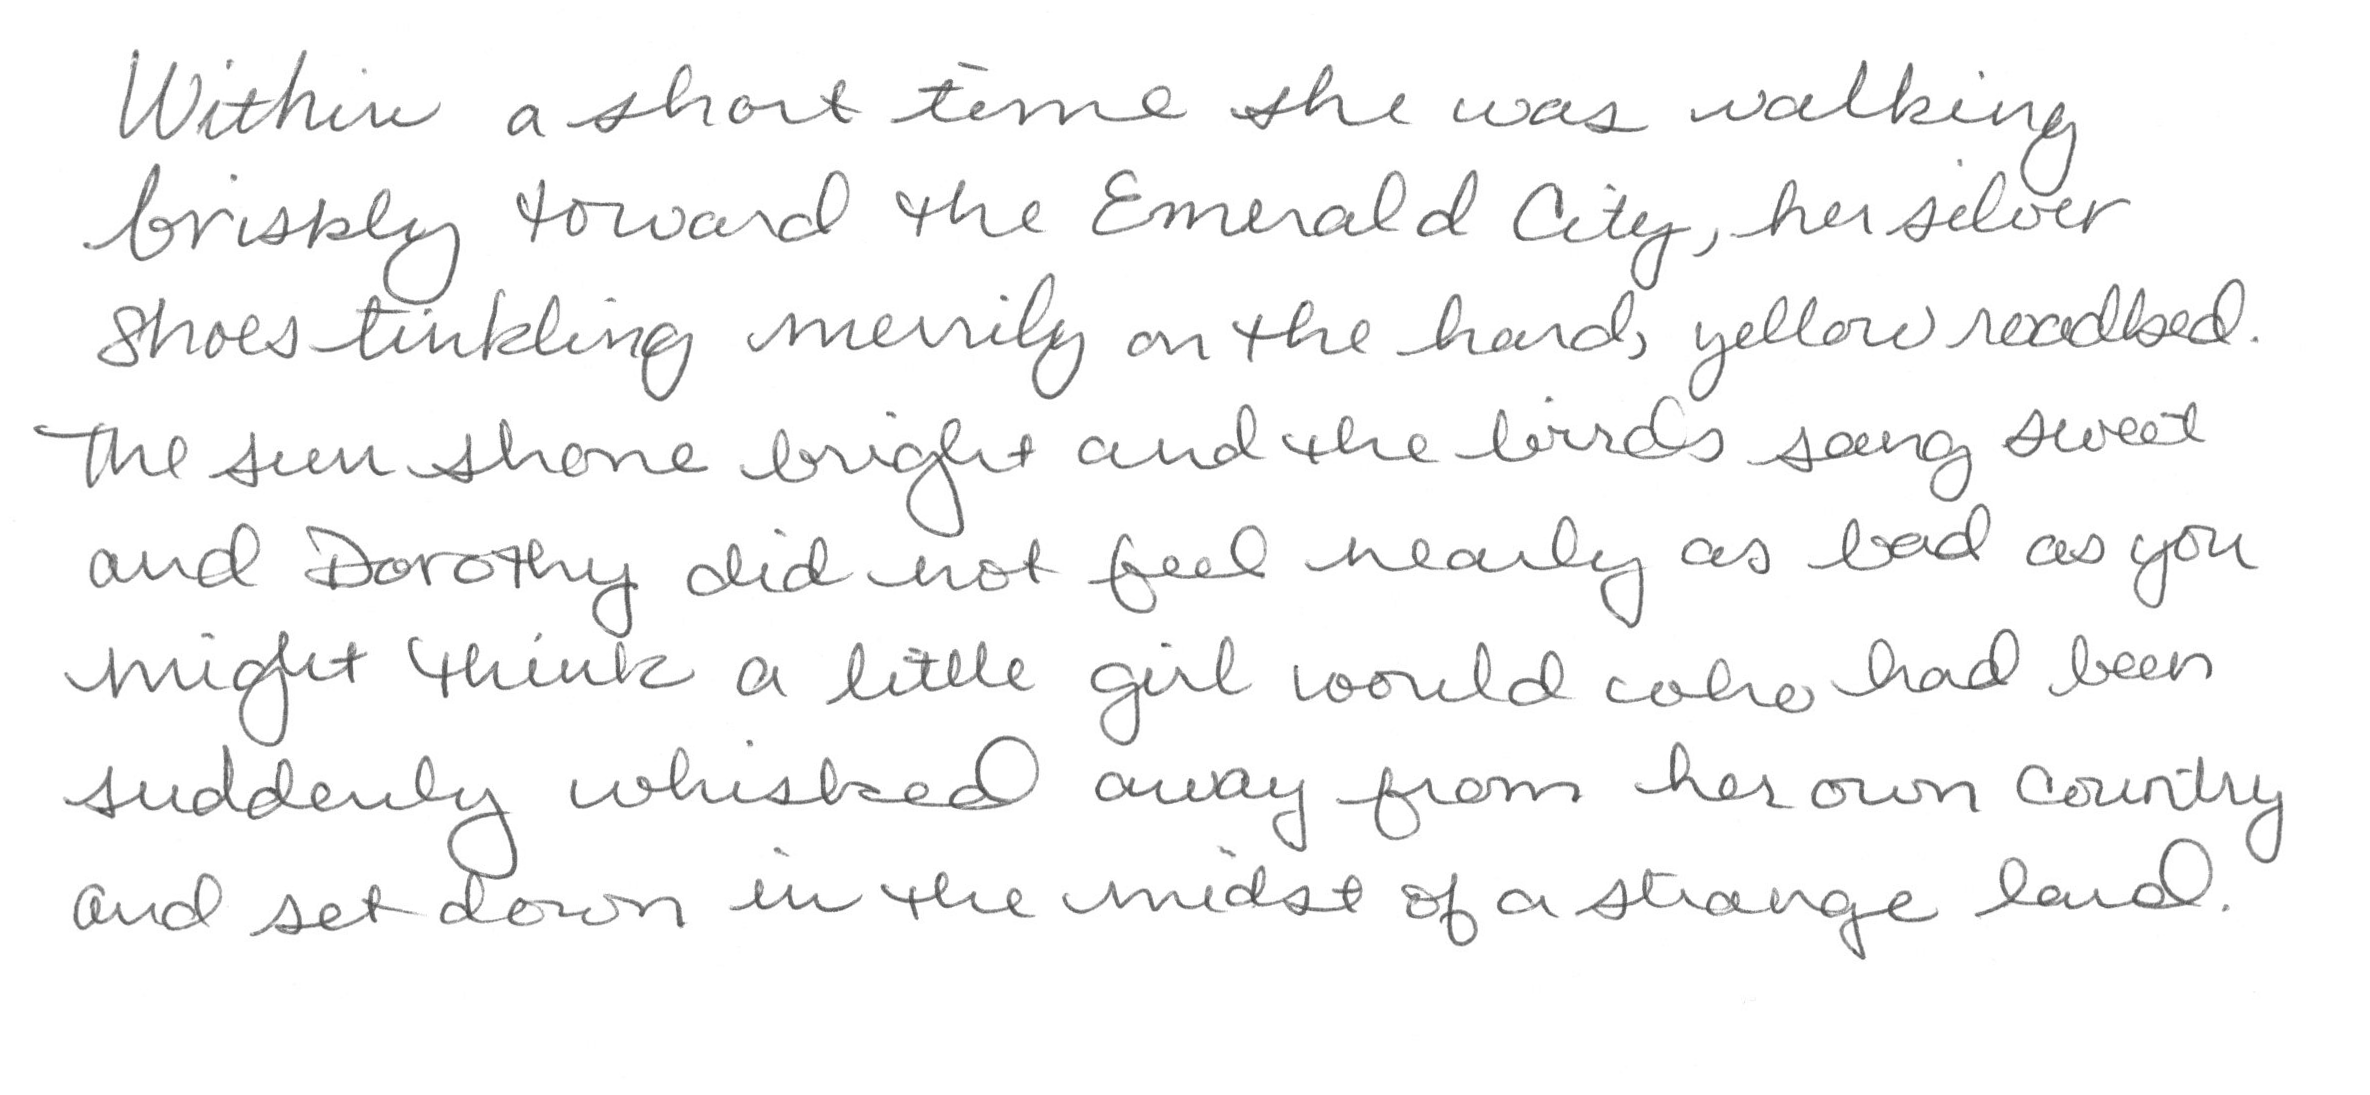 Within a short time she was walking
briskly toward the Emerald City, her silver
shoes tinkling merrily on the hard, yellow roadbed.
The sun shone bright and the birds sang sweet
and Dorothy did not feel nearly as bad as you
might think a little girl would who had been
suddenly whisked away from her own country
and set down in the midst of a strange land.